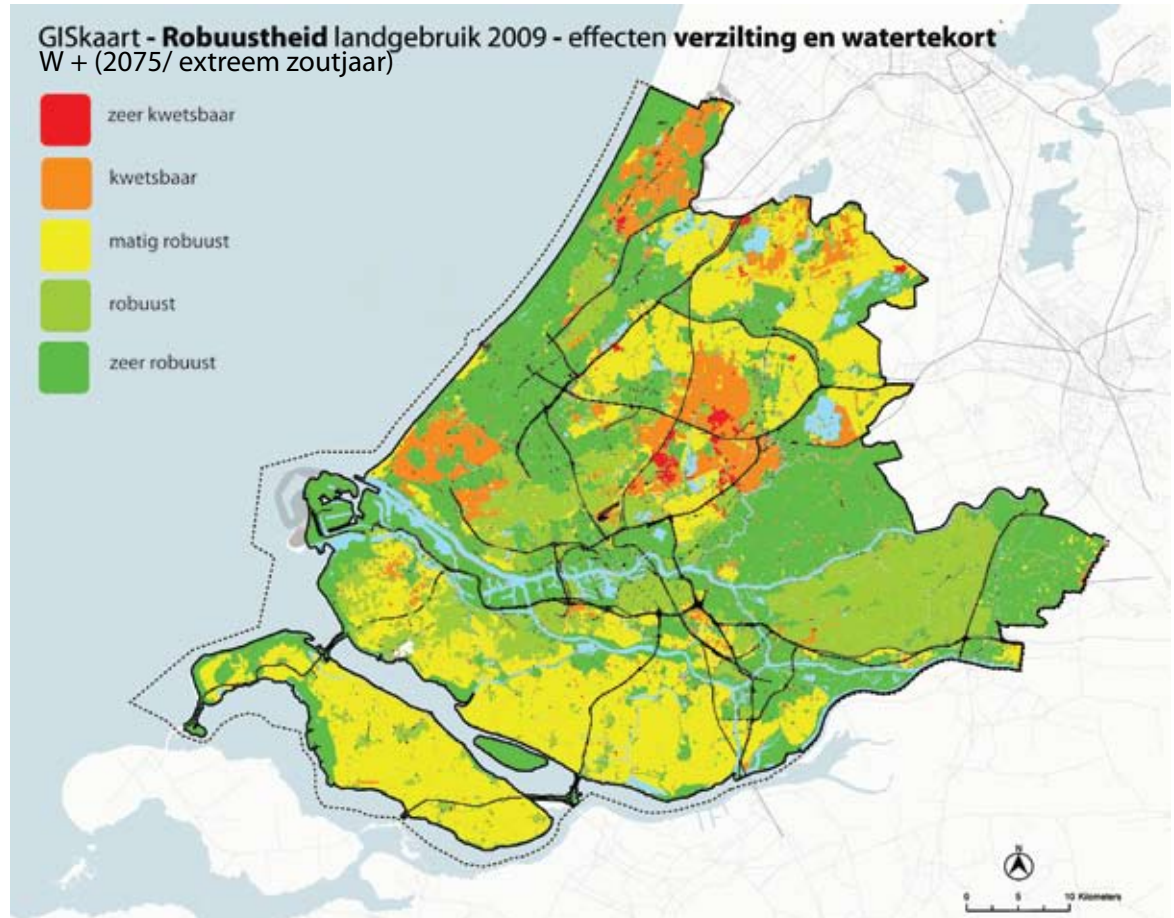 GISkaart - Robuustheid landgebruik 2009 - effecten verzilting en watertekort
W + (2075/ extreem zoutjaar)
zeer kwetsbaar
kwetsbaar
matig robuust
robuust
zeer robuust
N
0 5 10 Kilometers